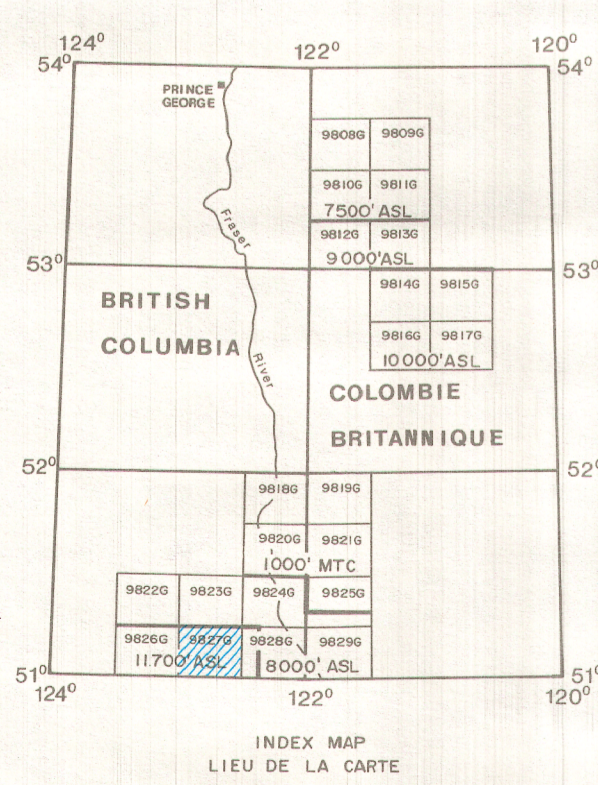 124° 122° 120°
54° 54°
PRINCE
GEORGE
9808G 9809G
9810G 9811G
7500' ASL
Fraser
9812G 9813G
9000' ASL
53° 53°
9814G 9815G
BRITISH
9816G 9817G
COLUMBIA
10000' ASL
River
COLOMBIE
BRITANNIQUE
52° 52°
9818G 9819G
9820G 9821G
1000' MTC
9822G 9823G 9824G 9825G
9826G 9827G 9828G 9829G
11.700' ASL 8000' ASL
51° 51°
124° 122° 120°
INDEX MAP
LIEU DE LA CARTE